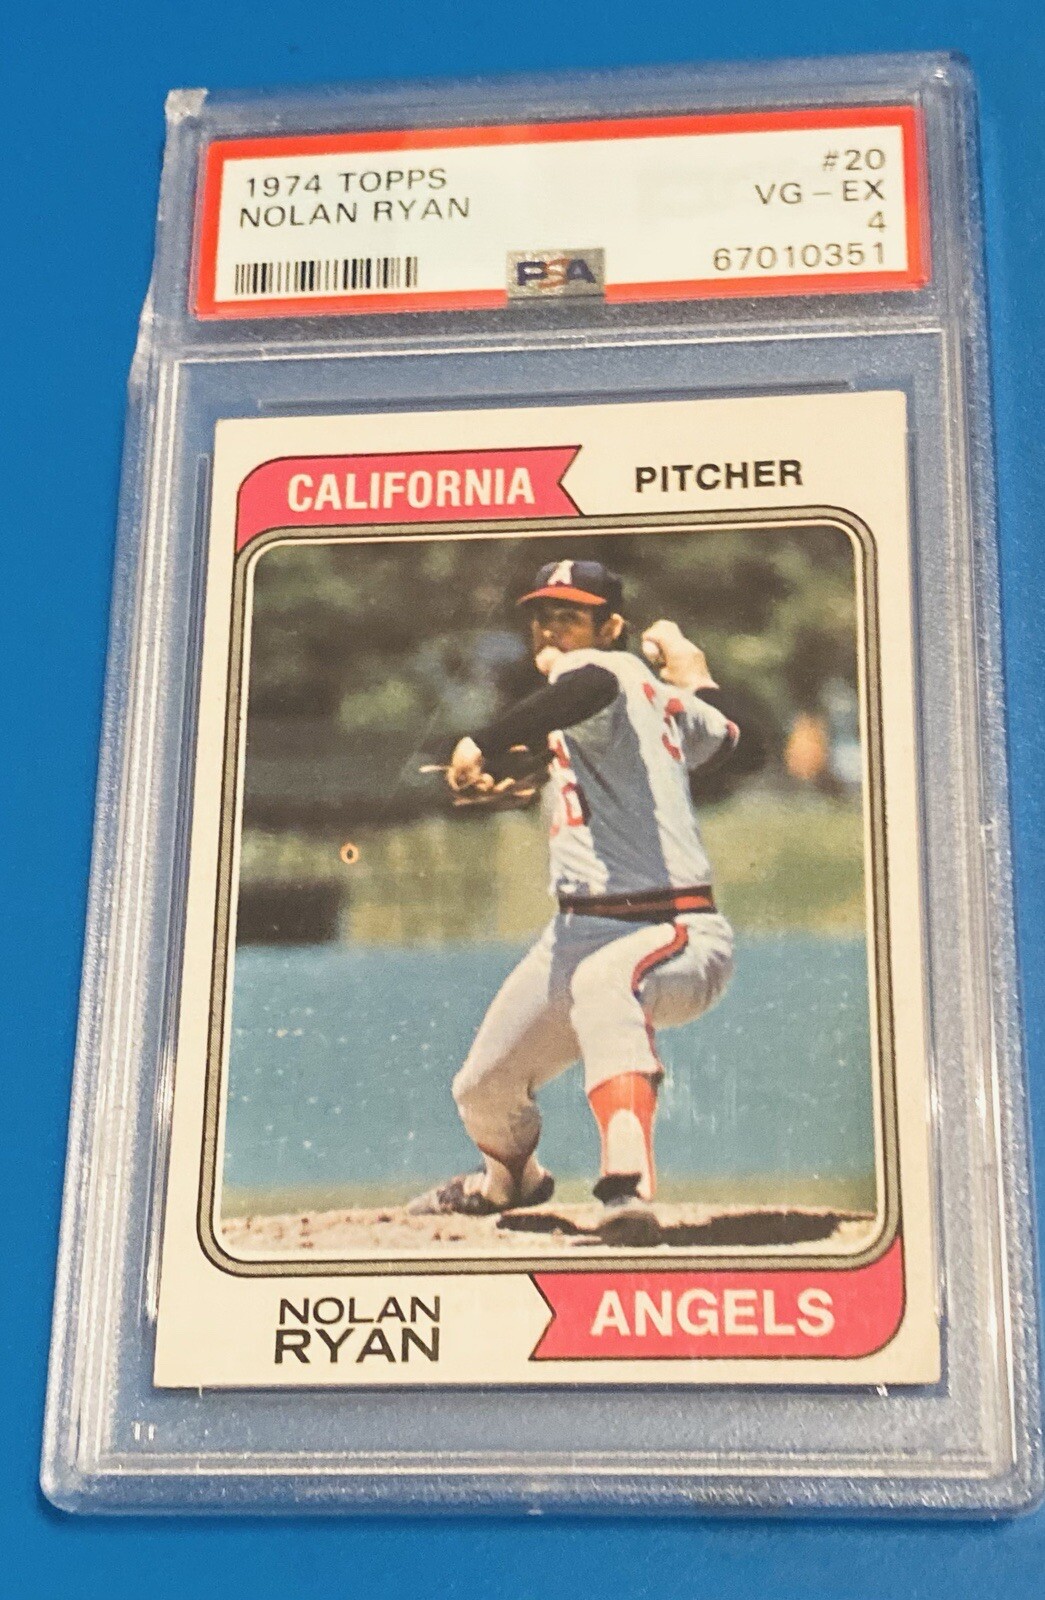 1974 TOPPS #20
NOLAN RYAN VG-EX
4
PSA 67010351
CALIFORNIA PITCHER
A
NOLAN
RYAN
ANGELS